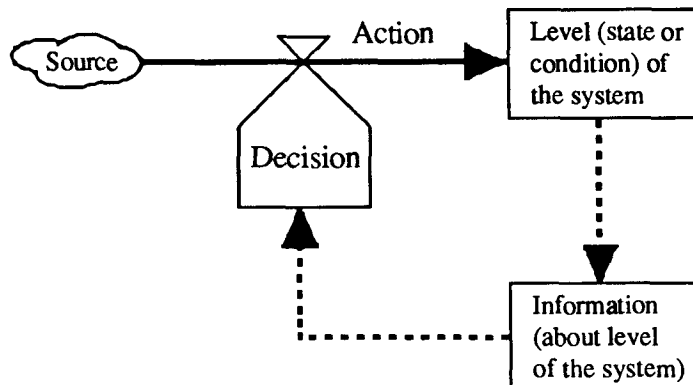 Source
Action
Decision
Level (state or
condition) of
the system
Information
(about level
of the system)